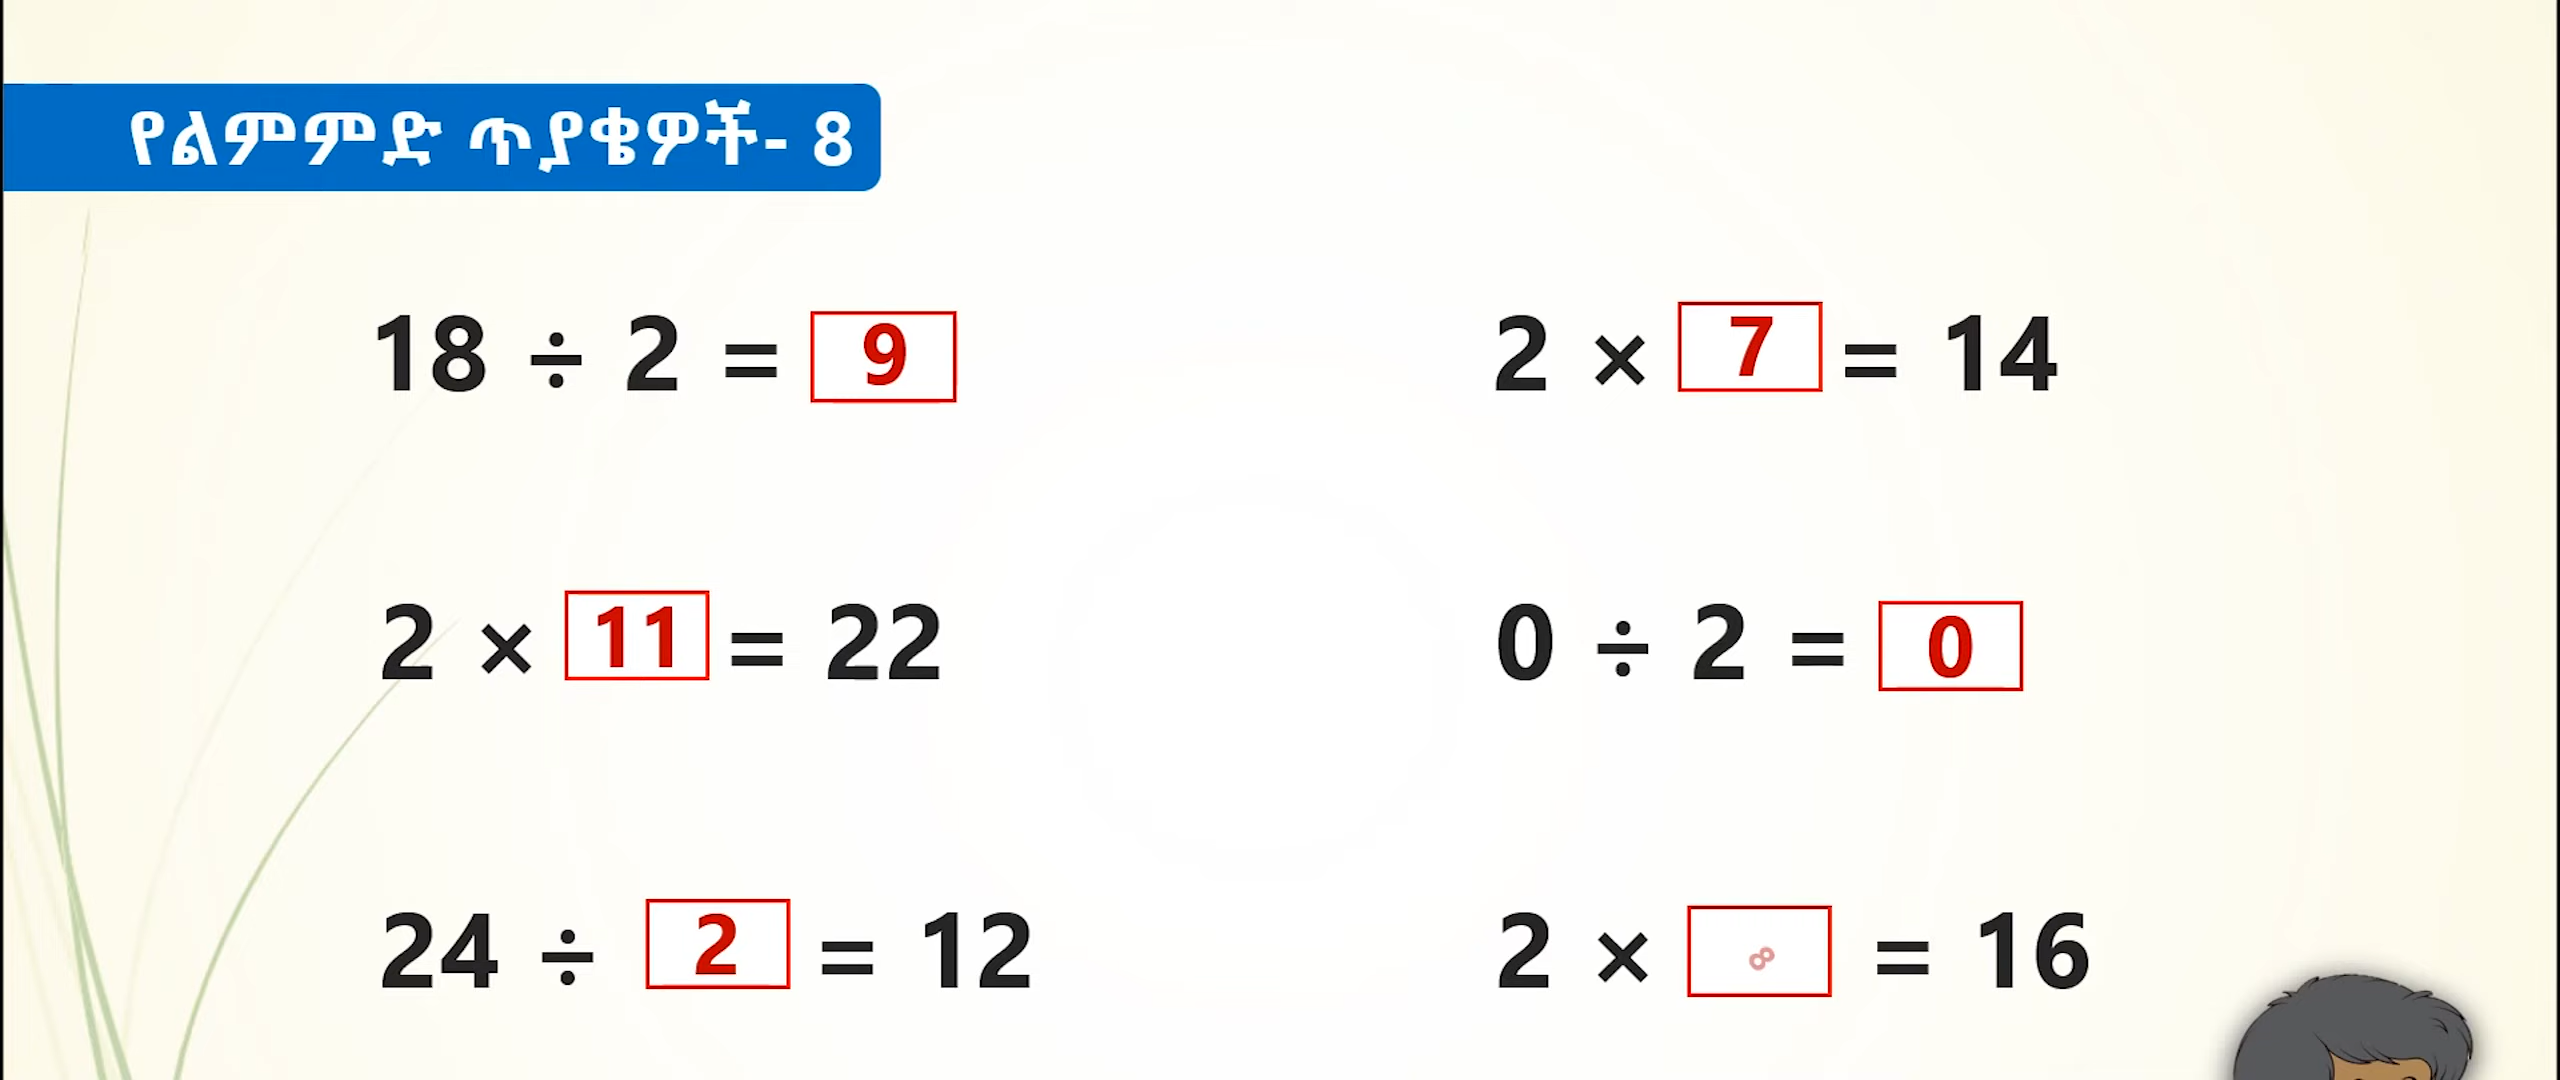 የልምምድ ጥያቄዎች- 8
18 ÷ 2 = 9
2 × 7 = 14
2 × 11 = 22
0 ÷ 2 = 0
24 ÷ 2 = 12
2 × 8 = 16